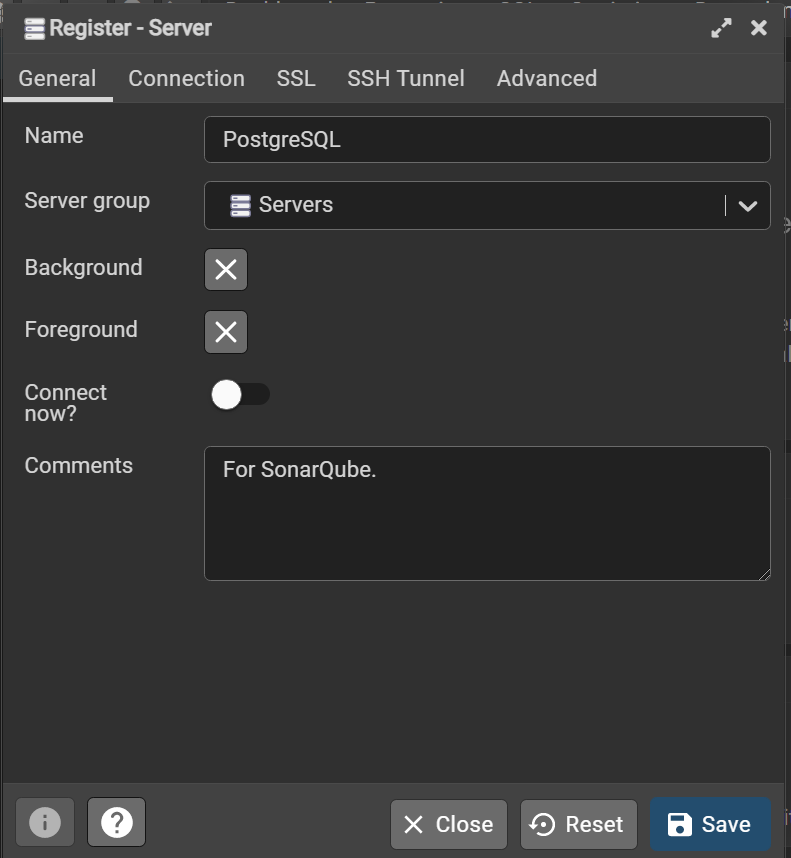 Register - Server
General Connection SSL SSH Tunnel Advanced
Name PostgreSQL
Server group Servers
Background
Foreground
Connect
now?
Comments For SonarQube.
Close Reset Save